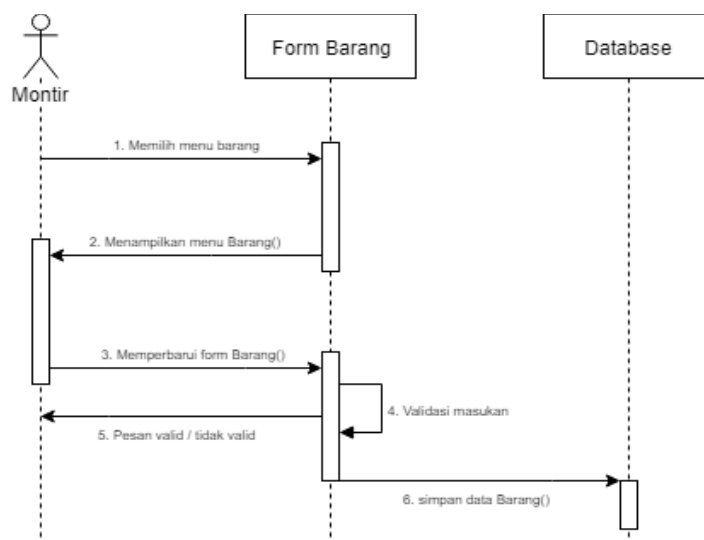 Form Barang
Database
Montir
1. Memilih menu barang
2. Menampilkan menu Barang()
3. Memperbarui form Barang()
4. Validasi masukan
5. Pesan valid / tidak valid
6. simpan data Barang()